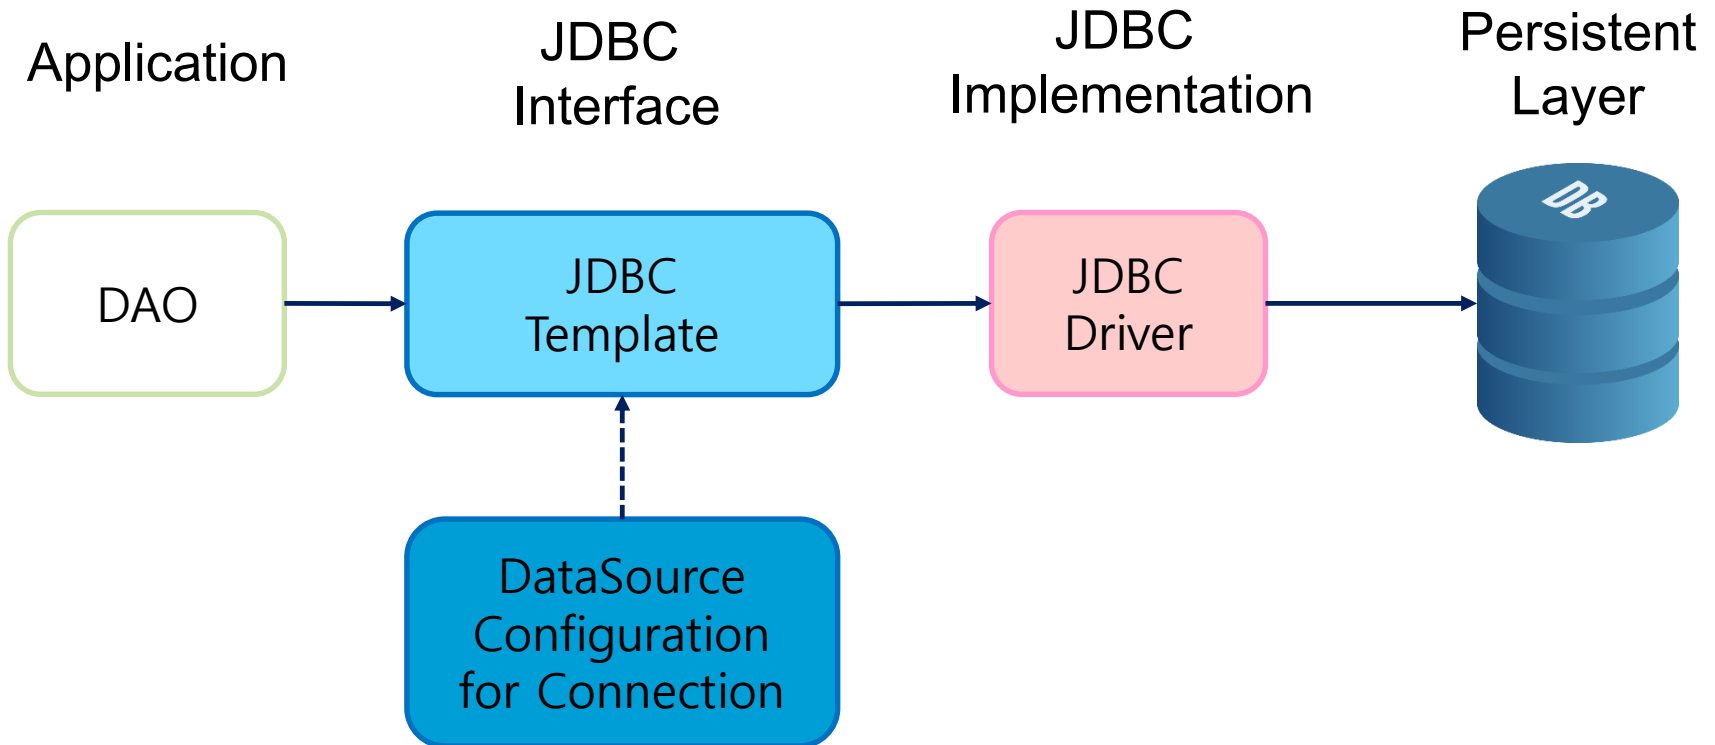 Application
JDBC
Interface
JDBC
Implementation
Persistent
Layer
DAO
JDBC
Template
JDBC
Driver
DB
DataSource
Configuration
for Connection